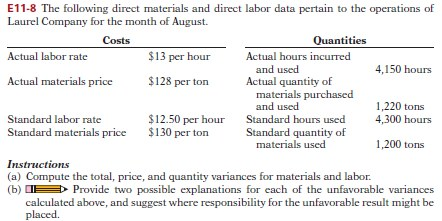 E11-8 The following direct materials and direct labor data pertain to the operations of
Laurel Company for the month of August.
Costs Quantities
Actual labor rate $13 per hour Actual hours incurred
and used 4,150 hours
Actual materials price $128 per ton Actual quantity of
materials purchased
and used 1,220 tons
Standard labor rate $12.50 per hour Standard hours used 4,300 hours
Standard materials price $130 per ton Standard quantity of
materials used 1,200 tons
Instructions
(a) Compute the total, price, and quantity variances for materials and labor.
(b) Provide two possible explanations for each of the unfavorable variances
calculated above, and suggest where responsibility for the unfavorable result might be
placed.